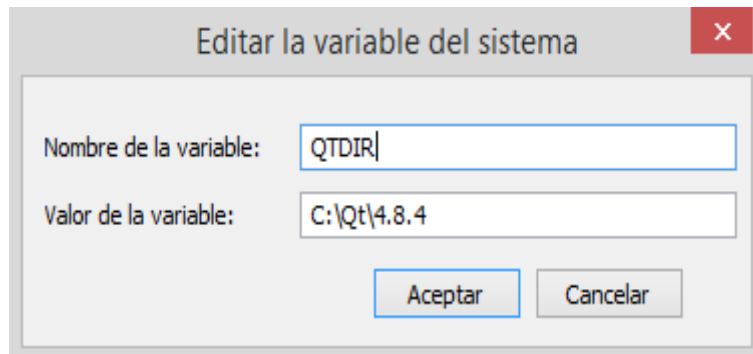 Editar la variable del sistema
x
Nombre de la variable: QTDIR
Valor de la variable: C:\Qt\4.8.4
Aceptar Cancelar